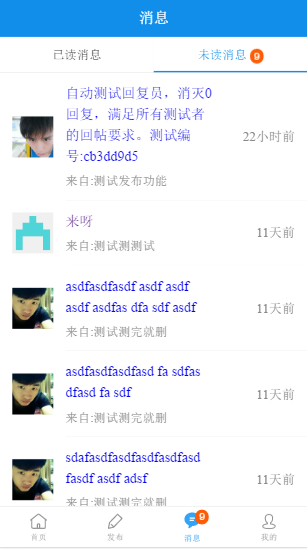 消息
已读消息
未读消息 9
自动测试回复员，消灭0
回复，满足所有测试者
的回帖要求。测试编
号:cb3dd9d5
22小时前
来自:测试发布功能
来呀
11天前
来自:测试测测试
asdfasdfasdf asdf asdf
asdf asdfas dfa sdf asdf
11天前
来自:测试测完就删
asdfasdfasdfasd fa sdfas
dfasd fa sdf
11天前
来自:测试测完就删
sdafasdfasdfasdfasdfasd
fasdf asdf adsf
11天前
来自:测试测完就删
9
首页
发布
消息
我的